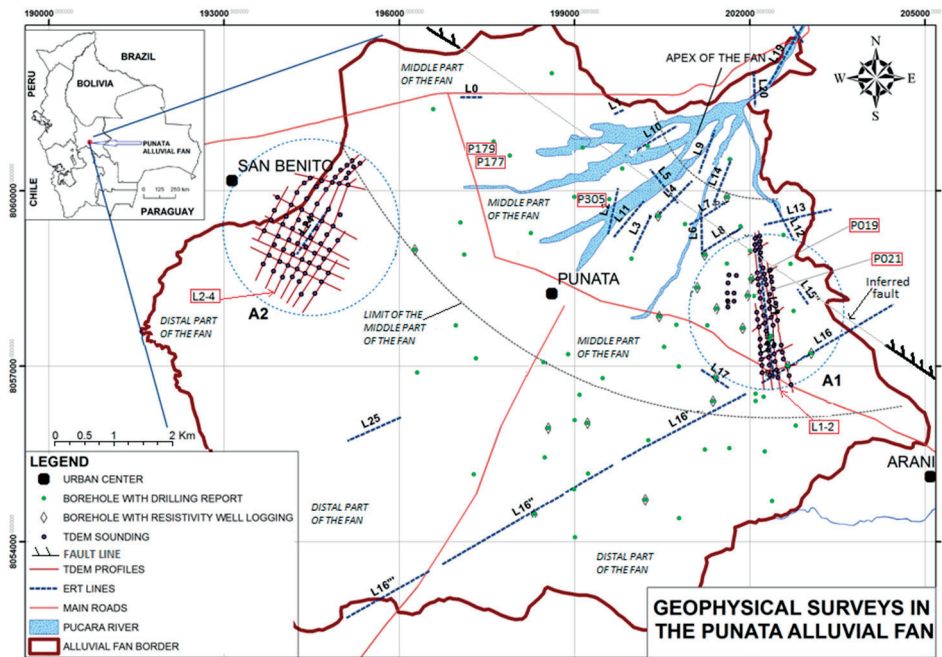 190000
193000
196000
199000
202000
205000
PERU
BRAZIL
BOLIVIA
PUNATA
ALLUVIAL FAN
CHILE
0 125 250 km
PARAGUAY
MIDDLE PART
OF THE FAN
APEX OF THE FAN
N
W E
S
L0
L19
L20
L10
L9
P179
P177
SAN BENITO
8060000
L5
L4
L14
MIDDLE PART
OF THE FAN
P305
L11
L3
L7
L6
L8
L13
L12
P019
P021
L15"
PUNATA
Inferred
fault
L2-4
A2
DISTAL PART
OF THE FAN
LIMIT OF THE
MIDDLE PART
OF THE FAN
MIDDLE PART
OF THE FAN
L16
8057000
L17
A1
L1-2
L25
L16'
ARANI
0 0.5 1 2 Km
LEGEND
URBAN CENTER
BOREHOLE WITH DRILLING REPORT
BOREHOLE WITH RESISTIVITY WELL LOGGING
TDEM SOUNDING
FAULT LINE
TDEM PROFILES
ERT LINES
MAIN ROADS
PUCARA RIVER
ALLUVIAL FAN BORDER
DISTAL PART
OF THE FAN
L16"
8054000
DISTAL PART
OF THE FAN
L16'''
GEOPHYSICAL SURVEYS IN
THE PUNATA ALLUVIAL FAN